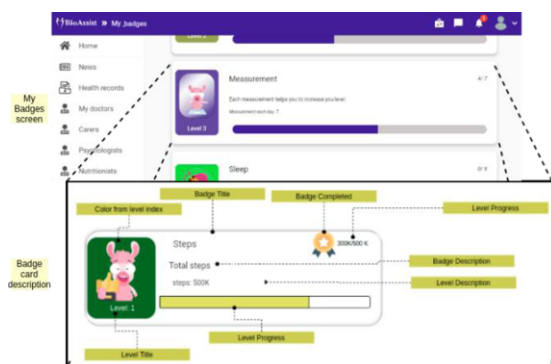 BioAssist » My badges
Home
News
Health records
My doctors
Carers
Psychologists
Nutritionists
Level 2
Measurement
4/ 7
Each measurement helps you to increase you level
Measurement each day: 7
Level 3
Sleep
My
Badges
screen
Badge Title
Badge Completed
Color from level index
Level Progress
Steps
300K/500 K
Total steps
Badge Description
steps: 500K
Level Description
Level: 1
Badge
card
description
Level Progress
Level Title